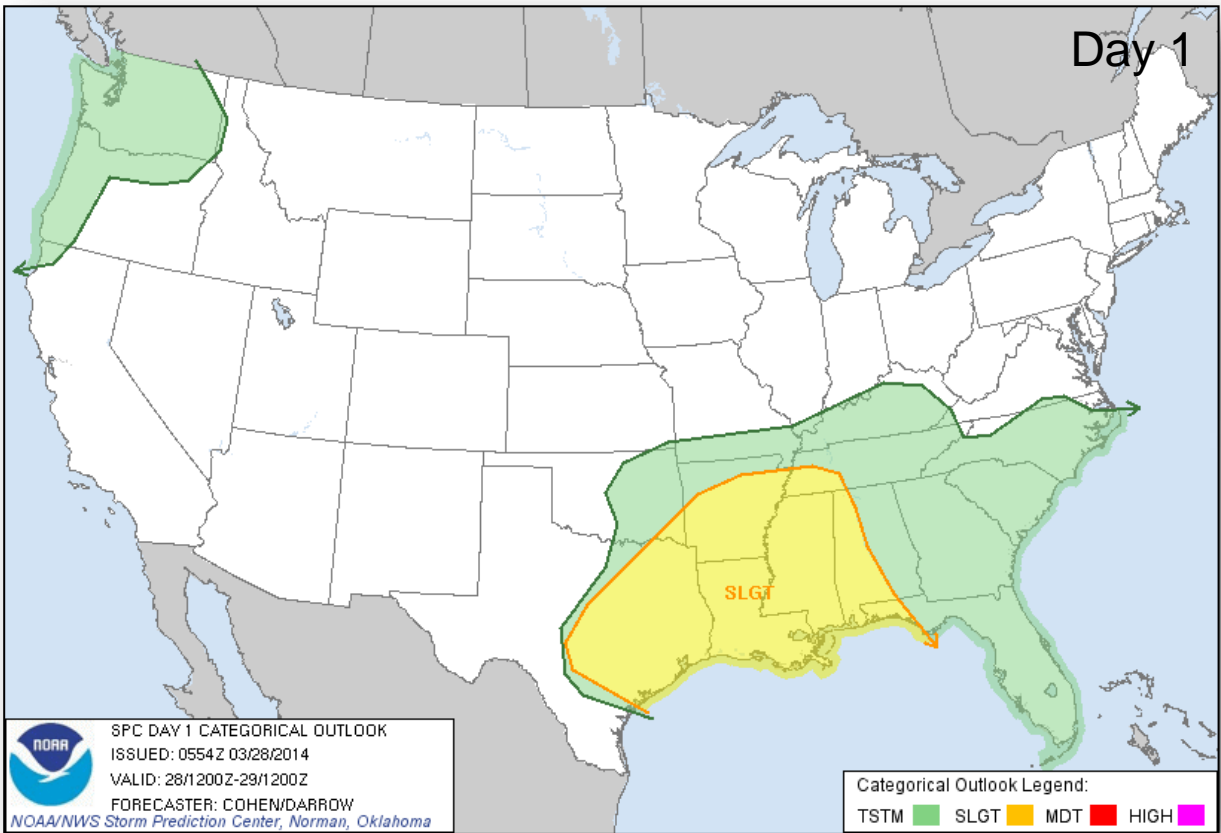 Day 1
SLGT
NOAA
SPC DAY 1 CATEGORICAL OUTLOOK
ISSUED: 0554Z 03/28/2014
VALID: 28/1200Z-29/1200Z
FORECASTER: COHEN/DARROW
NOAA/NWS Storm Prediction Center, Norman, Oklahoma
Categorical Outlook Legend:
TSTM SLGT MDT HIGH